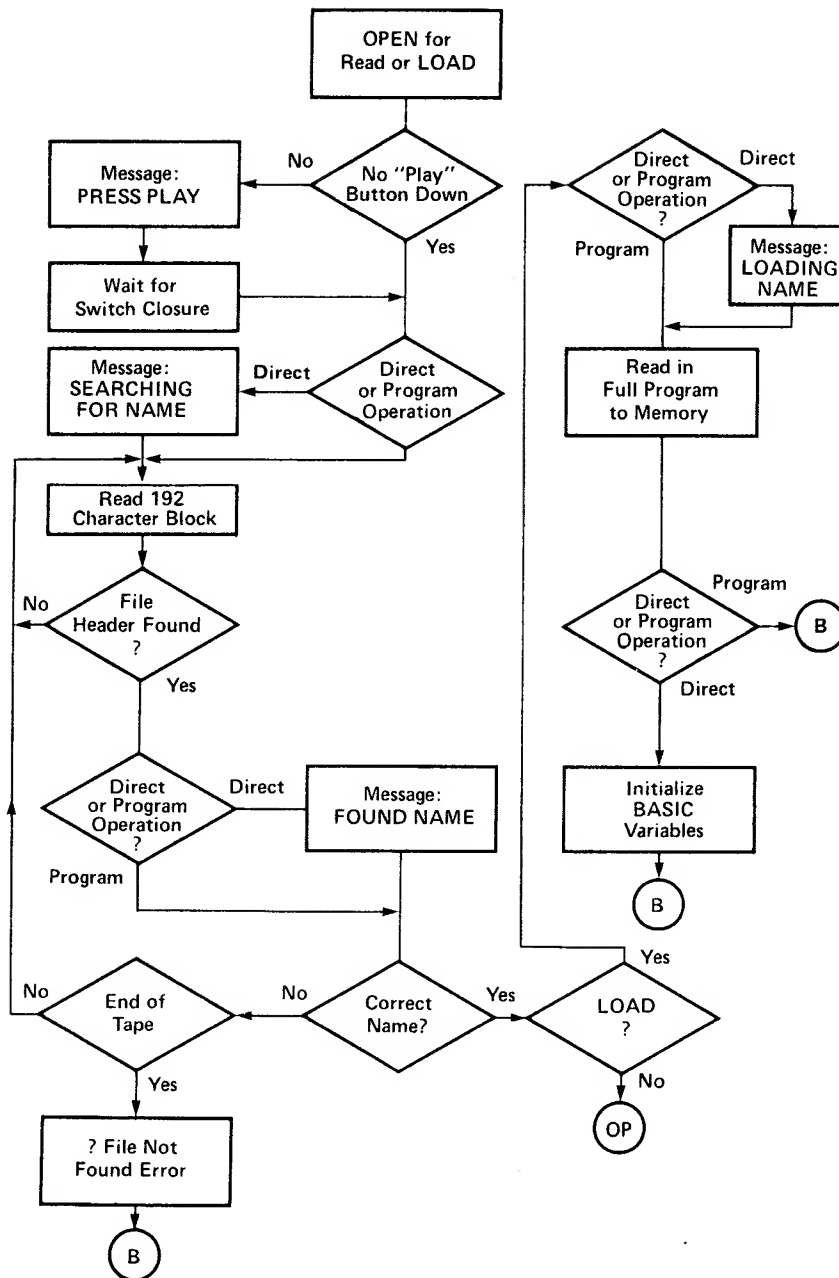 OPEN for
Read or LOAD
No
No "Play"
Button Down
Yes
Message:
PRESS PLAY
Wait for
Switch Closure
Message:
SEARCHING
FOR NAME
Direct
Direct
or Program
Operation
Read 192
Character Block
No
File
Header Found
?
Yes
Direct
or Program
Operation
?
Direct
Program
Message:
FOUND NAME
No
End of
Tape
Yes
No
Correct
Name?
Yes
? File Not
Found Error
B
LOAD
?
Yes
No
OP
Direct
or Program
Operation
?
Direct
Program
Message:
LOADING
NAME
Read in
Full Program
to Memory
Direct
or Program
Operation
?
Program
B
Direct
Initialize
BASIC
Variables
B